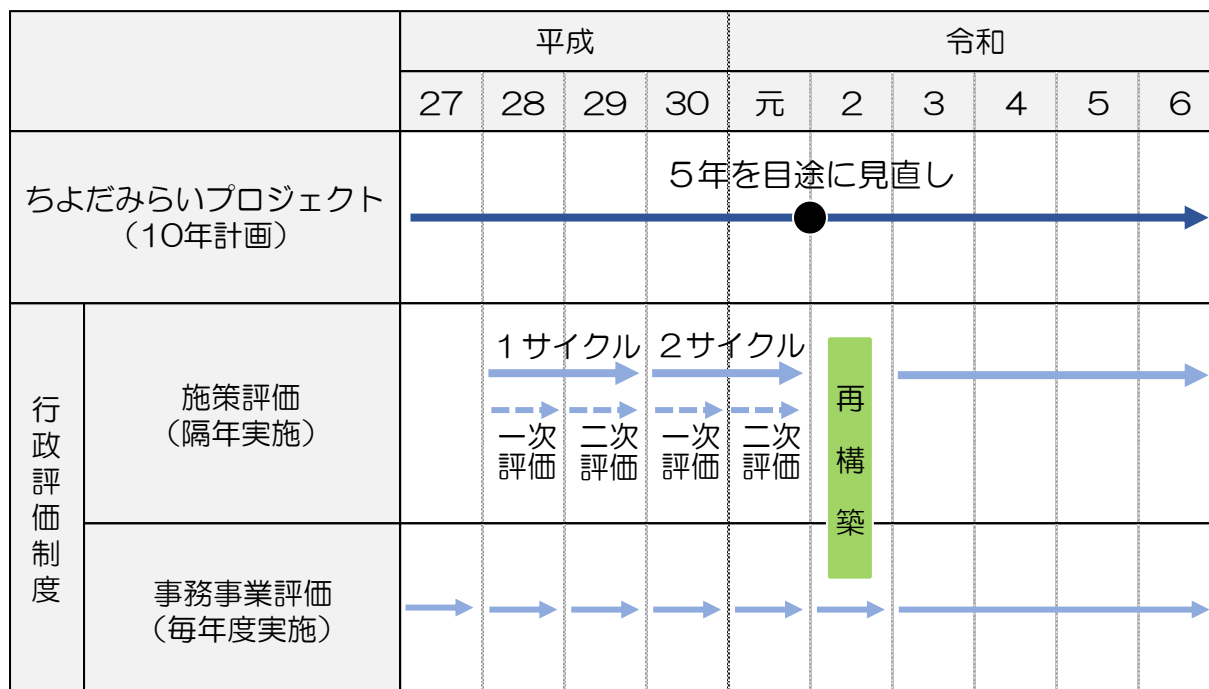 平成
令和
27
28
29
30
元
2
3
4
5
6
ちよだみらいプロジェクト
（10年計画）
5年を目途に見直し
行政評価制度
施策評価
（隔年実施）
1サイクル
2サイクル
一次
評価
二次
評価
一次
評価
二次
評価
再構築
事務事業評価
（毎年度実施）